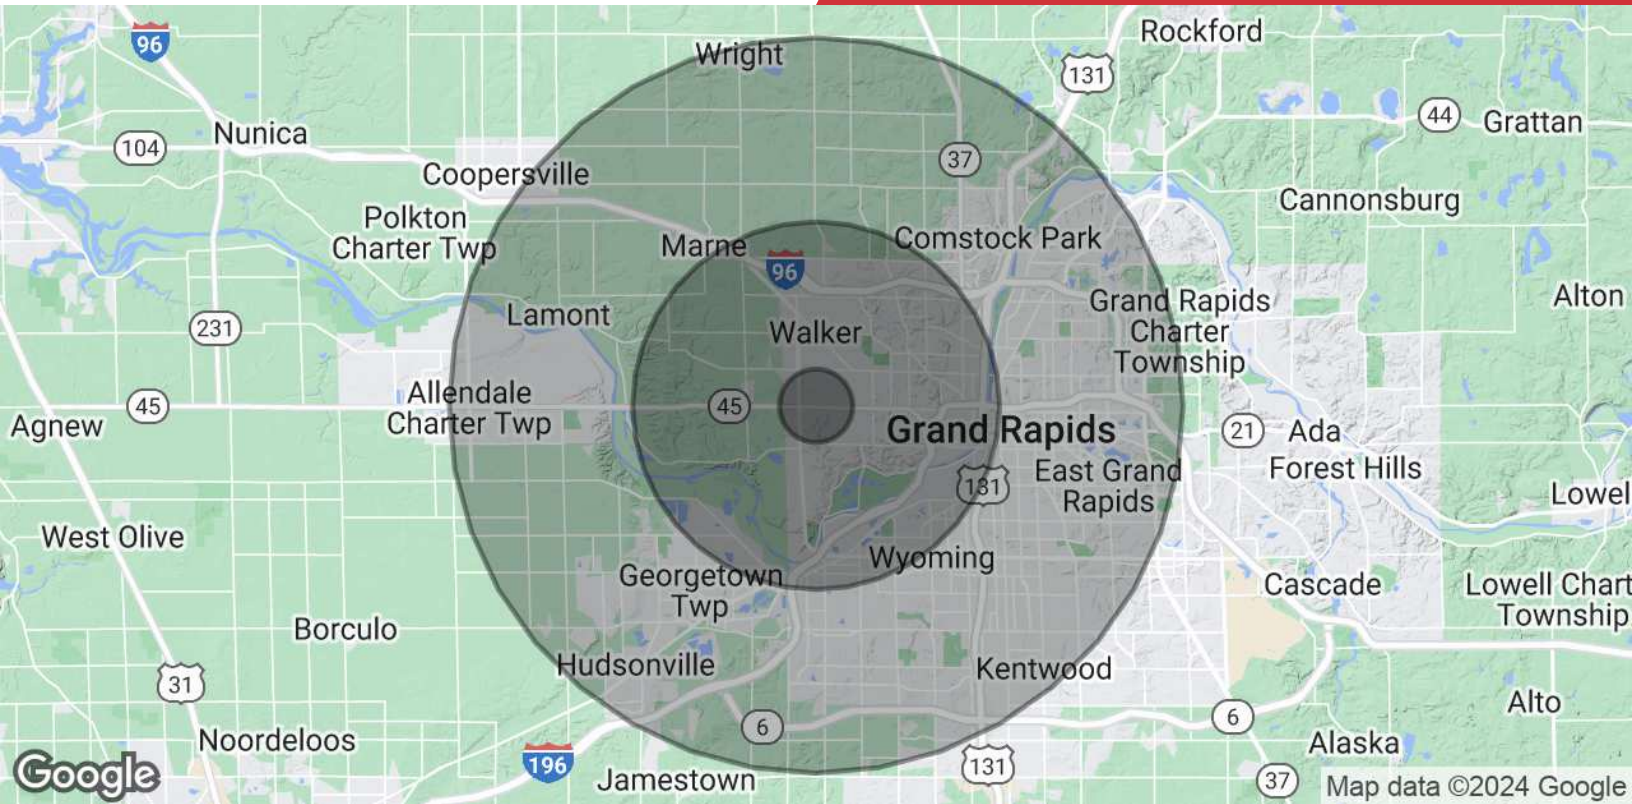 Rockford
96
Wright
131
44
Grattan
Nunica
104
37
Coopersville
Cannonsburg
Polkton
Charter Twp
Marne
Comstock Park
96
Alton
Grand Rapids
Charter
Township
Lamont
231
Walker
Allendale
Charter Twp
45
45
Agnew
Grand Rapids
21
Ada
East Grand
Rapids
Forest Hills
131
Lowel
West Olive
Wyoming
Georgetown
Twp
Cascade
Lowell Chart
Township
Borculo
Hudsonville
Kentwood
31
Alto
6
6
Noordeloos
Alaska
196
131
Google
Jamestown
37
Map data ©2024 Google